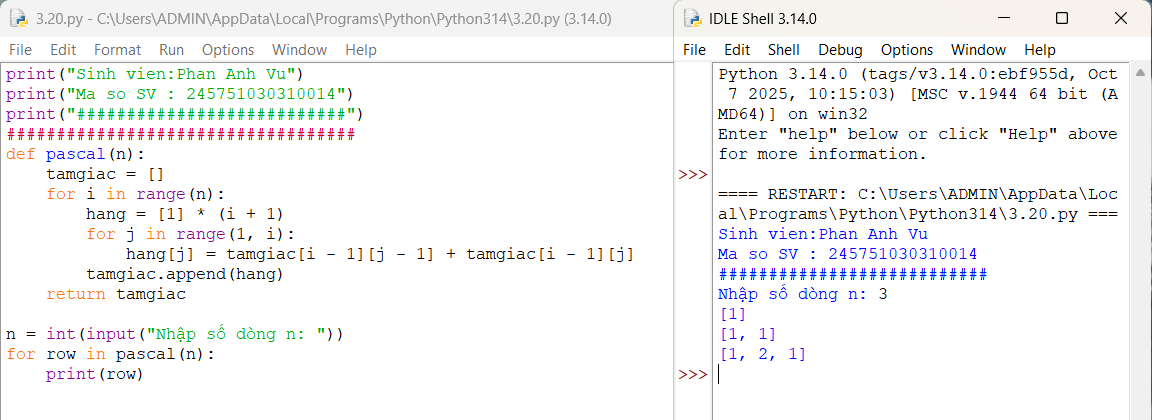 3.20.py - C:\Users\ADMIN\AppData\Local\Programs\Python\Python314\3.20.py (3.14.0)
File Edit Format Run Options Window Help
print("Sinh vien:Phan Anh Vu")
print("Ma so SV : 245751030310014")
print("###########################")
###################################
def pascal(n):
    tamgiac = []
    for i in range(n):
        hang = [1] * (i + 1)
        for j in range(1, i):
            hang[j] = tamgiac[i - 1][j - 1] + tamgiac[i - 1][j]
        tamgiac.append(hang)
    return tamgiac

n = int(input("Nhập số dòng n: "))
for row in pascal(n):
    print(row)
IDLE Shell 3.14.0
File Edit Shell Debug Options Window Help
Python 3.14.0 (tags/v3.14.0:ebf955d, Oct
 7 2025, 10:15:03) [MSC v.1944 64 bit (A
MD64)] on win32
Enter "help" below or click "Help" above
for more information.
>>>
==== RESTART: C:\Users\ADMIN\AppData\Loc
al\Programs\Python\Python314\3.20.py ===
Sinh vien:Phan Anh Vu
Ma so SV : 245751030310014
###########################
Nhập số dòng n: 3
[1]
[1, 1]
[1, 2, 1]
>>>